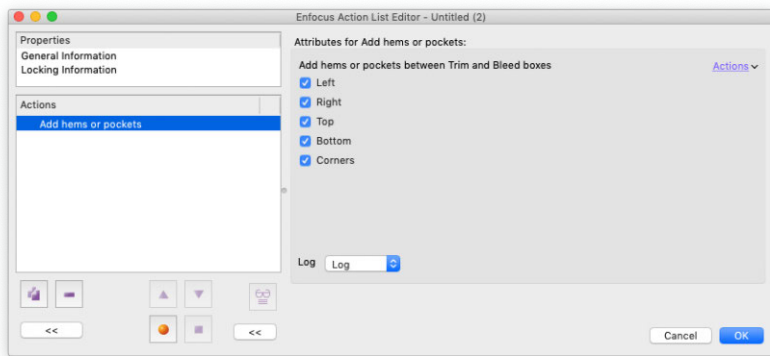 Enfocus Action List Editor - Untitled (2)
Properties
General Information
Locking Information
Actions
Add hems or pockets
<<
<<
Attributes for Add hems or pockets:
Add hems or pockets between Trim and Bleed boxes
Actions
Left
Right
Top
Bottom
Corners
Log Log
Cancel OK